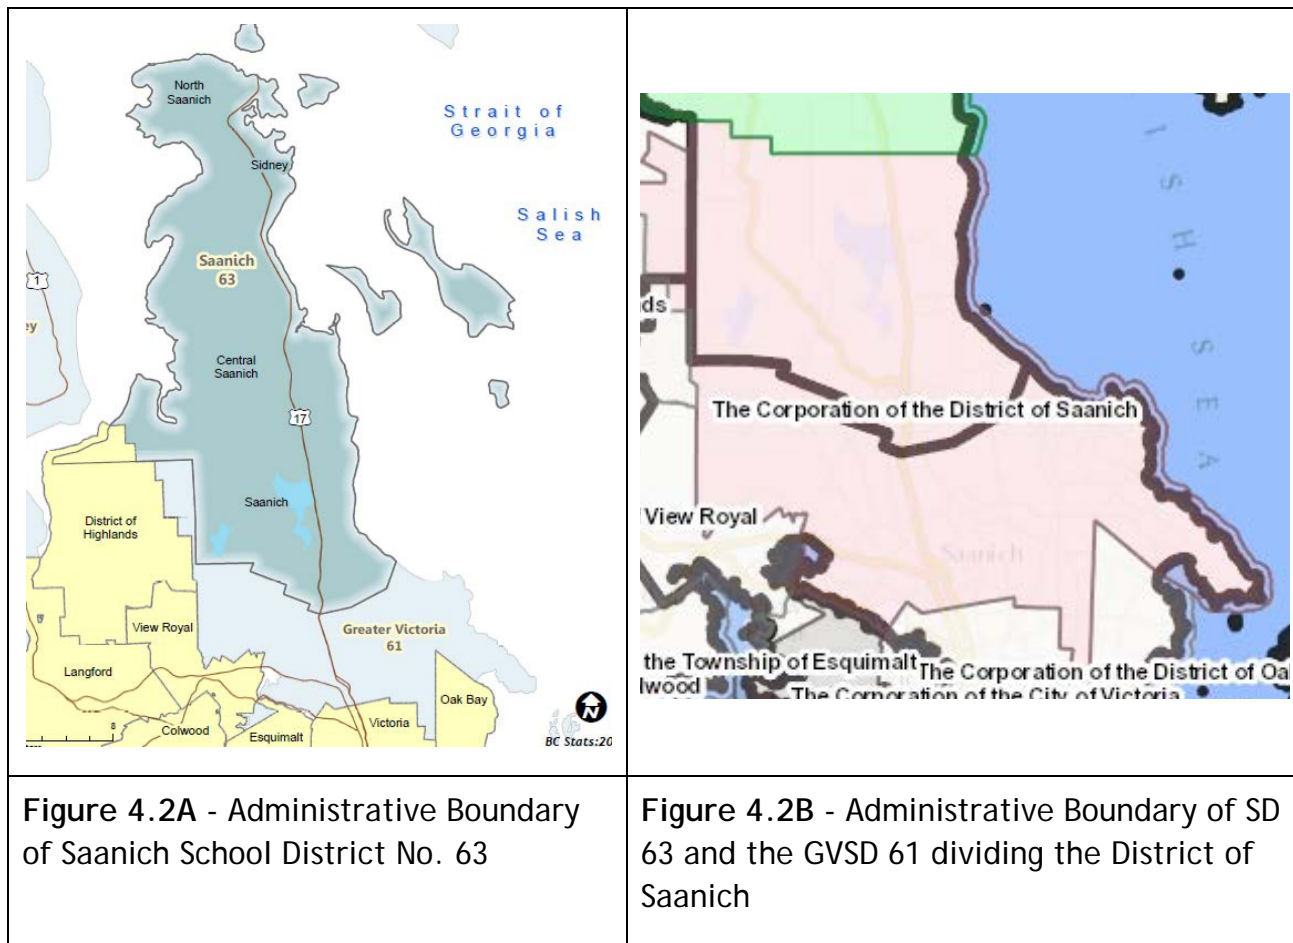 North
Saanich
Strait of
Georgia
Sidney
Salish
Sea
Saanich
63
1
ey
Central
Saanich
17
Saanich
District of
Highlands
View Royal
Greater Victoria
61
Langford
Oak Bay
8
Colwood
Esquimalt
Victoria
N
BC Stats:20
I S H
S E A
ds
The Corporation of the District of Saanich
View Royal
Saanich
the Township of Esquimalt
The Corporation of the District of Oa
lwood
The Corporation of the City of Victoria
Figure 4.2A - Administrative Boundary
of Saanich School District No. 63
Figure 4.2B - Administrative Boundary of SD
63 and the GVSD 61 dividing the District of
Saanich